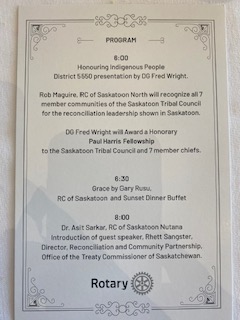 PROGRAM
6:00
Honouring Indigenous People
District 5550 presentation by DG Fred Wright.
Rob Maguire, RC of Saskatoon North will recognize all 7
member communities of the Saskatoon Tribal Council
for the reconciliation leadership shown in Saskatoon.
DG Fred Wright will Award a Honorary
Paul Harris Fellowship
to the Saskatoon Tribal Council and 7 member chiefs.
6:30
Grace by Gary Rusu,
RC of Saskatoon and Sunset Dinner Buffet
8:00
Dr. Asit Sarkar, RC of Saskatoon Nutana
Introduction of guest speaker, Rhett Sangster,
Director, Reconciliation and Community Partnership,
Office of the Treaty Commissioner of Saskatchewan.
Rotary